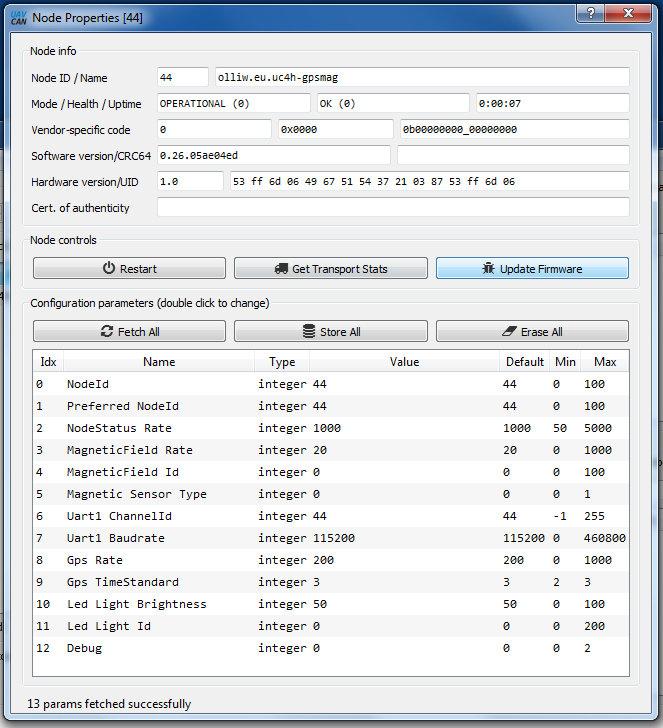 UAV CAN Node Properties [44]
Node info
Node ID / Name 44 olliw.eu.uc4h-gpsmag
Mode / Health / Uptime OPERATIONAL (0) OK (0) 0:00:07
Vendor-specific code 0 0x0000 0b00000000_00000000
Software version/CRC64 0.26.05ae04ed
Hardware version/UID 1.0 53 ff 6d 06 49 67 51 54 37 21 03 87 53 ff 6d 06
Cert. of authenticity
Node controls
Restart Get Transport Stats Update Firmware
Configuration parameters (double click to change)
Fetch All Store All Erase All
Idx Name Type Value Default Min Max
0 NodeId integer 44 44 0 100
1 Preferred NodeId integer 44 44 0 100
2 NodeStatus Rate integer 1000 1000 50 5000
3 MagneticField Rate integer 20 20 0 1000
4 MagneticField Id integer 0 0 0 100
5 Magnetic Sensor Type integer 0 0 0 1
6 Uart1 ChannelId integer 44 44 -1 255
7 Uart1 Baudrate integer 115200 115200 0 460800
8 Gps Rate integer 200 200 0 1000
9 Gps TimeStandard integer 3 3 2 3
10 Led Light Brightness integer 50 50 0 100
11 Led Light Id integer 0 0 0 200
12 Debug integer 0 0 0 2
13 params fetched successfully